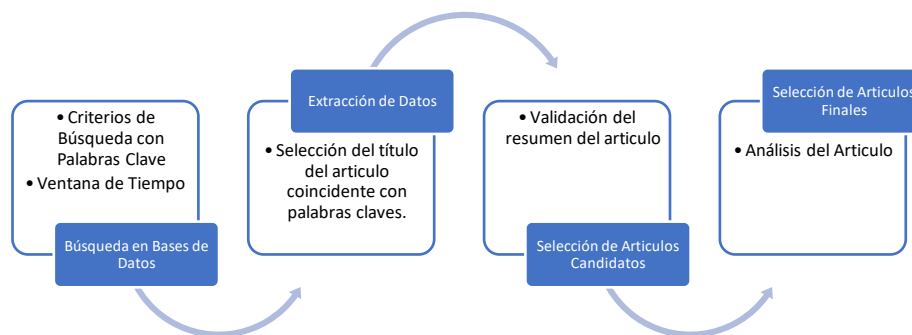 • Criterios de
Búsqueda con
Palabras Clave
• Ventana de Tiempo
Búsqueda en Bases de
Datos
Extracción de Datos
• Selección del título
del articulo
coincidente con
palabras claves.
• Validación del
resumen del articulo
Selección de Articulos
Candidatos
Selección de Articulos
Finales
• Análisis del Articulo